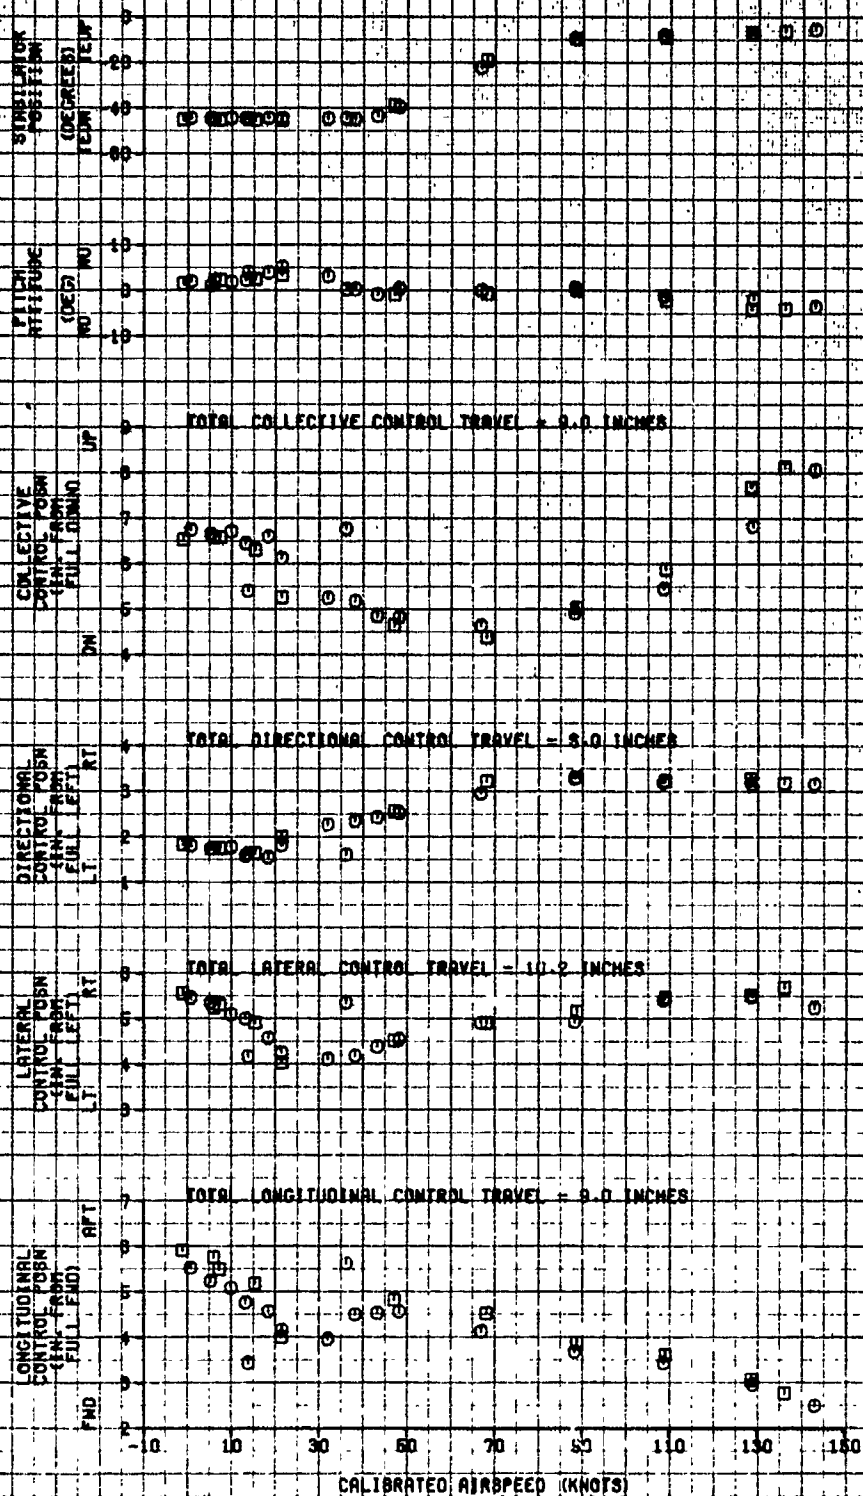 STABILATOR
POSITION
(DEGREES)
TEDN TEUP
0
20
40
60
PITCH
ATTITUDE
(DEG)
ND NU
10
0
10
TOTAL COLLECTIVE CONTROL TRAVEL = 9.0 INCHES
COLLECTIVE
CONTROL POSN
(IN. FROM
FULL DOWN)
DN UP
9
8
7
6
5
4
TOTAL DIRECTIONAL CONTROL TRAVEL = 5.0 INCHES
DIRECTIONAL
CONTROL POSN
(IN. FROM
FULL LEFT)
LT RT
4
3
2
1
TOTAL LATERAL CONTROL TRAVEL = 10.2 INCHES
LATERAL
CONTROL POSN
(IN. FROM
FULL LEFT)
LT RT
6
5
4
3
TOTAL LONGITUDINAL CONTROL TRAVEL = 9.0 INCHES
LONGITUDINAL
CONTROL POSN
(IN. FROM
FULL FWD)
FWD AFT
7
6
5
4
3
2
-10 10 30 50 70 90 110 130 150
CALIBRATED AIRSPEED (KNOTS)